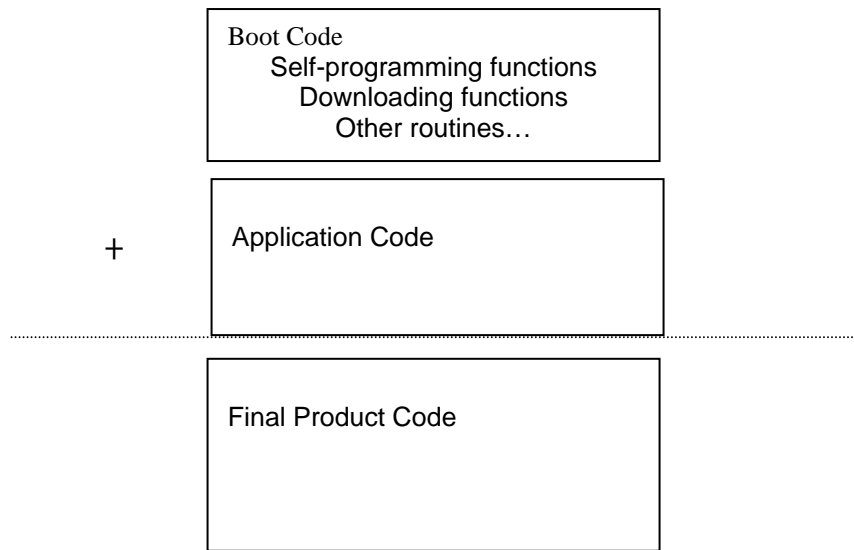 Boot Code
Self-programming functions
Downloading functions
Other routines…
+
Application Code
Final Product Code